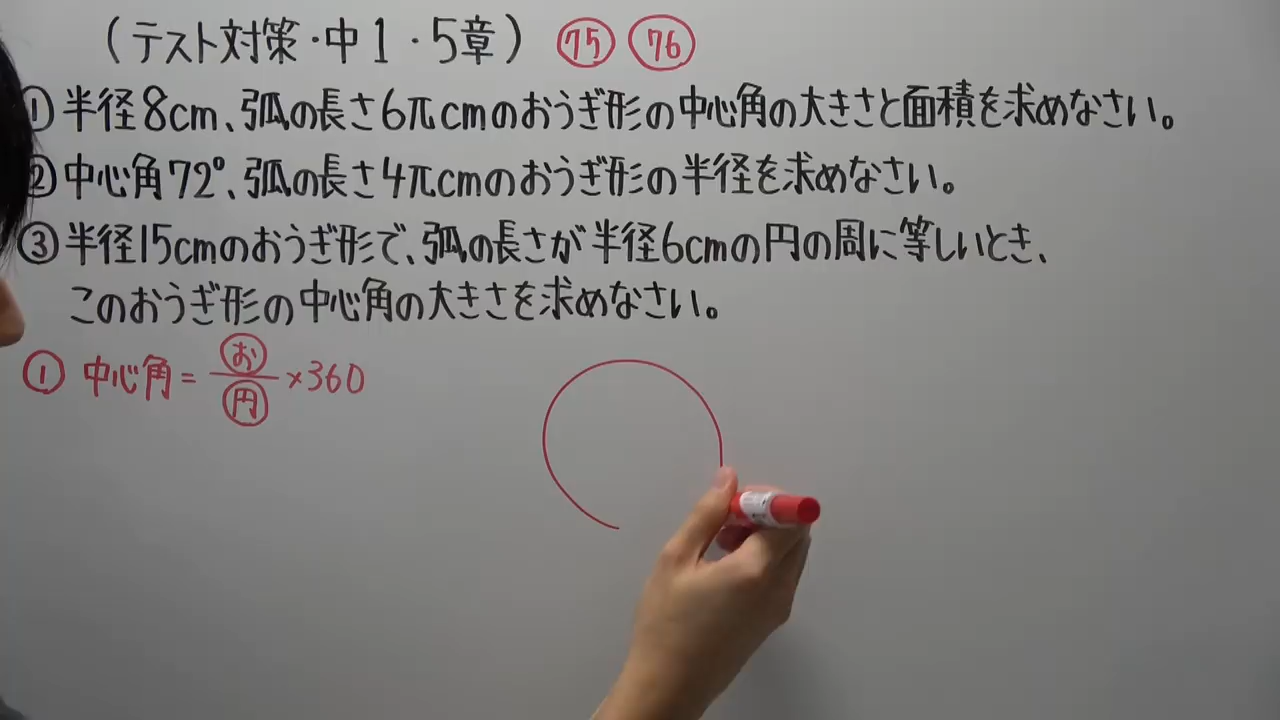 （テスト対策・中1・5章） 75 76
① 半径8cm、弧の長さ6πcmのおうぎ形の中心角の大きさと面積を求めなさい。
② 中心角72°、弧の長さ4πcmのおうぎ形の半径を求めなさい。
③ 半径15cmのおうぎ形で、弧の長さが半径6cmの円の周に等しいとき、
このおうぎ形の中心角の大きさを求めなさい。
① 中心角= お/円 ×360